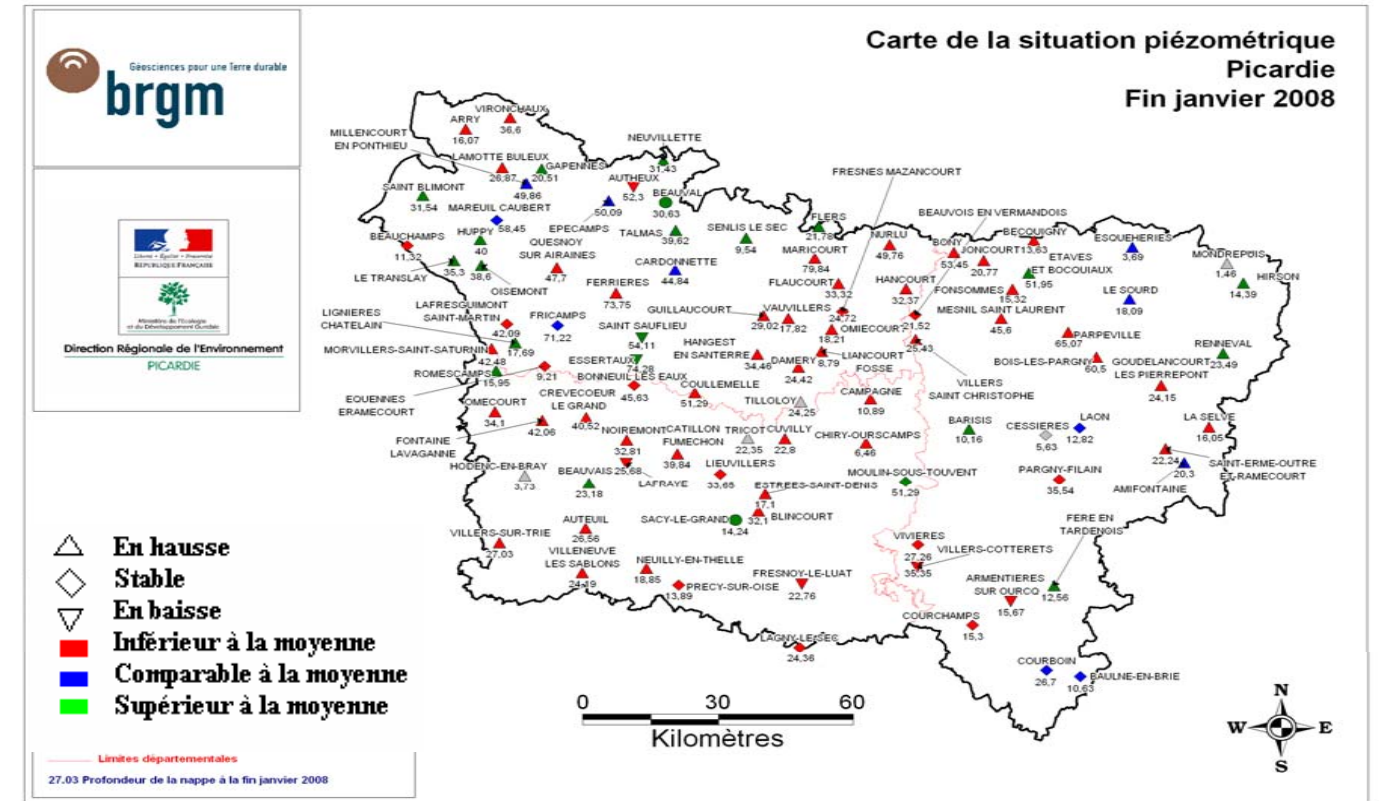 Géosciences pour une Terre durable
brgm
Carte de la situation piézométrique
Picardie
Fin janvier 2008
Liberté • Égalité • Fraternité
RÉPUBLIQUE FRANÇAISE
Ministère de l'Ecologie
et du Développement Durable
Direction Régionale de l'Environnement
PICARDIE
VIRONCHAUX
36,6
ARRY
16,07
MILLENCOURT
EN PONTHIEU
NEUVILLETTE
31,43
LAMOTTE BULEUX
26,87
GAPENNES
20,51
49,86
AUTHEUX
52,3
FRESNES MAZANCOURT
SAINT BLIMONT
31,54
BEAUVAL
30,63
MAREUIL CAUBERT
58,45
50,09
EPECAMPS
BEAUVOIS EN VERMANDOIS
FLERS
21,78
BEAUCHAMPS
11,32
HUPPY
40
QUESNOY
SUR AIRAINES
47,7
TALMAS
39,62
SENLIS LE SEC
9,54
MARICOURT
79,84
NURLU
49,76
BONY
53,45
BECQUIGNY
13,63
JONCOURT
20,77
ESQUEHERIES
3,69
MONDREPUIS
1,46
LE TRANSLAY
35,3
38,6
OISEMONT
CARDONNETTE
44,84
ETAVES
ET BOCQUIAUX
51,95
HIRSON
14,39
FERRIERES
73,75
FLAUCOURT
33,32
HANCOURT
32,37
FONSOMMES
15,32
LE SOURD
18,09
LAFRESGUIMONT
SAINT-MARTIN
42,09
FRICAMPS
71,22
GUILLAUCOURT
29,02
VAUVILLERS
17,82
24,72
21,52
MESNIL SAINT LAURENT
45,6
LIGNIERES
CHATELAIN
17,69
SAINT SAUFLIEU
54,11
OMIECOURT
18,21
25,43
PARPEVILLE
65,07
MORVILLERS-SAINT-SATURNIN
42,48
ESSERTAUX
74,28
HANGEST
EN SANTERRE
34,46
DAMERY
24,42
LIANCOURT
FOSSE
8,79
BOIS-LES-PARGNY
60,5
RENNEVAL
23,49
ROMESCAMPS
15,95
9,21
BONNEUIL LES EAUX
45,63
COULLEMELLE
51,29
VILLERS
SAINT CHRISTOPHE
GOUDELANCOURT
LES PIERREPONT
24,15
EQUENNES
ERAMECOURT
OMECOURT
34,1
CREVECOEUR
LE GRAND
40,52
TILLOLOY
24,25
CAMPAGNE
10,89
FONTAINE
LAVAGANNE
42,06
NOIREMONT
32,81
CATILLON
FUMECHON
39,84
TRICOT
22,35
CUVILLY
22,8
CHIRY-OURSCAMPS
6,46
BARISIS
10,16
CESSIERES
5,63
LAON
12,82
LA SELVE
16,05
HODENC-EN-BRAY
3,73
BEAUVAIS
23,18
25,68
LAFRAYE
LIEUVILLERS
33,65
MOULIN-SOUS-TOUVENT
51,29
PARGNY-FILAIN
35,54
22,24
SAINT-ERME-OUTRE
ET-RAMECOURT
20,3
AMIFONTAINE
ESTREES-SAINT-DENIS
17,1
SACY-LE-GRAND
14,24
BLINCOURT
32,1
FERE EN
TARDENOIS
VILLERS-SUR-TRIE
27,03
AUTEUIL
26,56
VIVIERES
27,26
VILLERS-COTTERETS
35,35
VILLENEUVE
LES SABLONS
24,19
NEUILLY-EN-THELLE
18,85
PRECY-SUR-OISE
13,89
FRESNOY-LE-LUAT
22,76
ARMENTIERES
SUR OURCQ
15,67
12,56
COURCHAMPS
15,3
LAGNY-LE-SEC
24,36
COURBOIN
26,7
BAULNE-EN-BRIE
10,63
En hausse
Stable
En baisse
Inférieur à la moyenne
Comparable à la moyenne
Supérieur à la moyenne
Limites départementales
27.03 Profondeur de la nappe à la fin janvier 2008
0 30 60
Kilomètres
N
W E
S